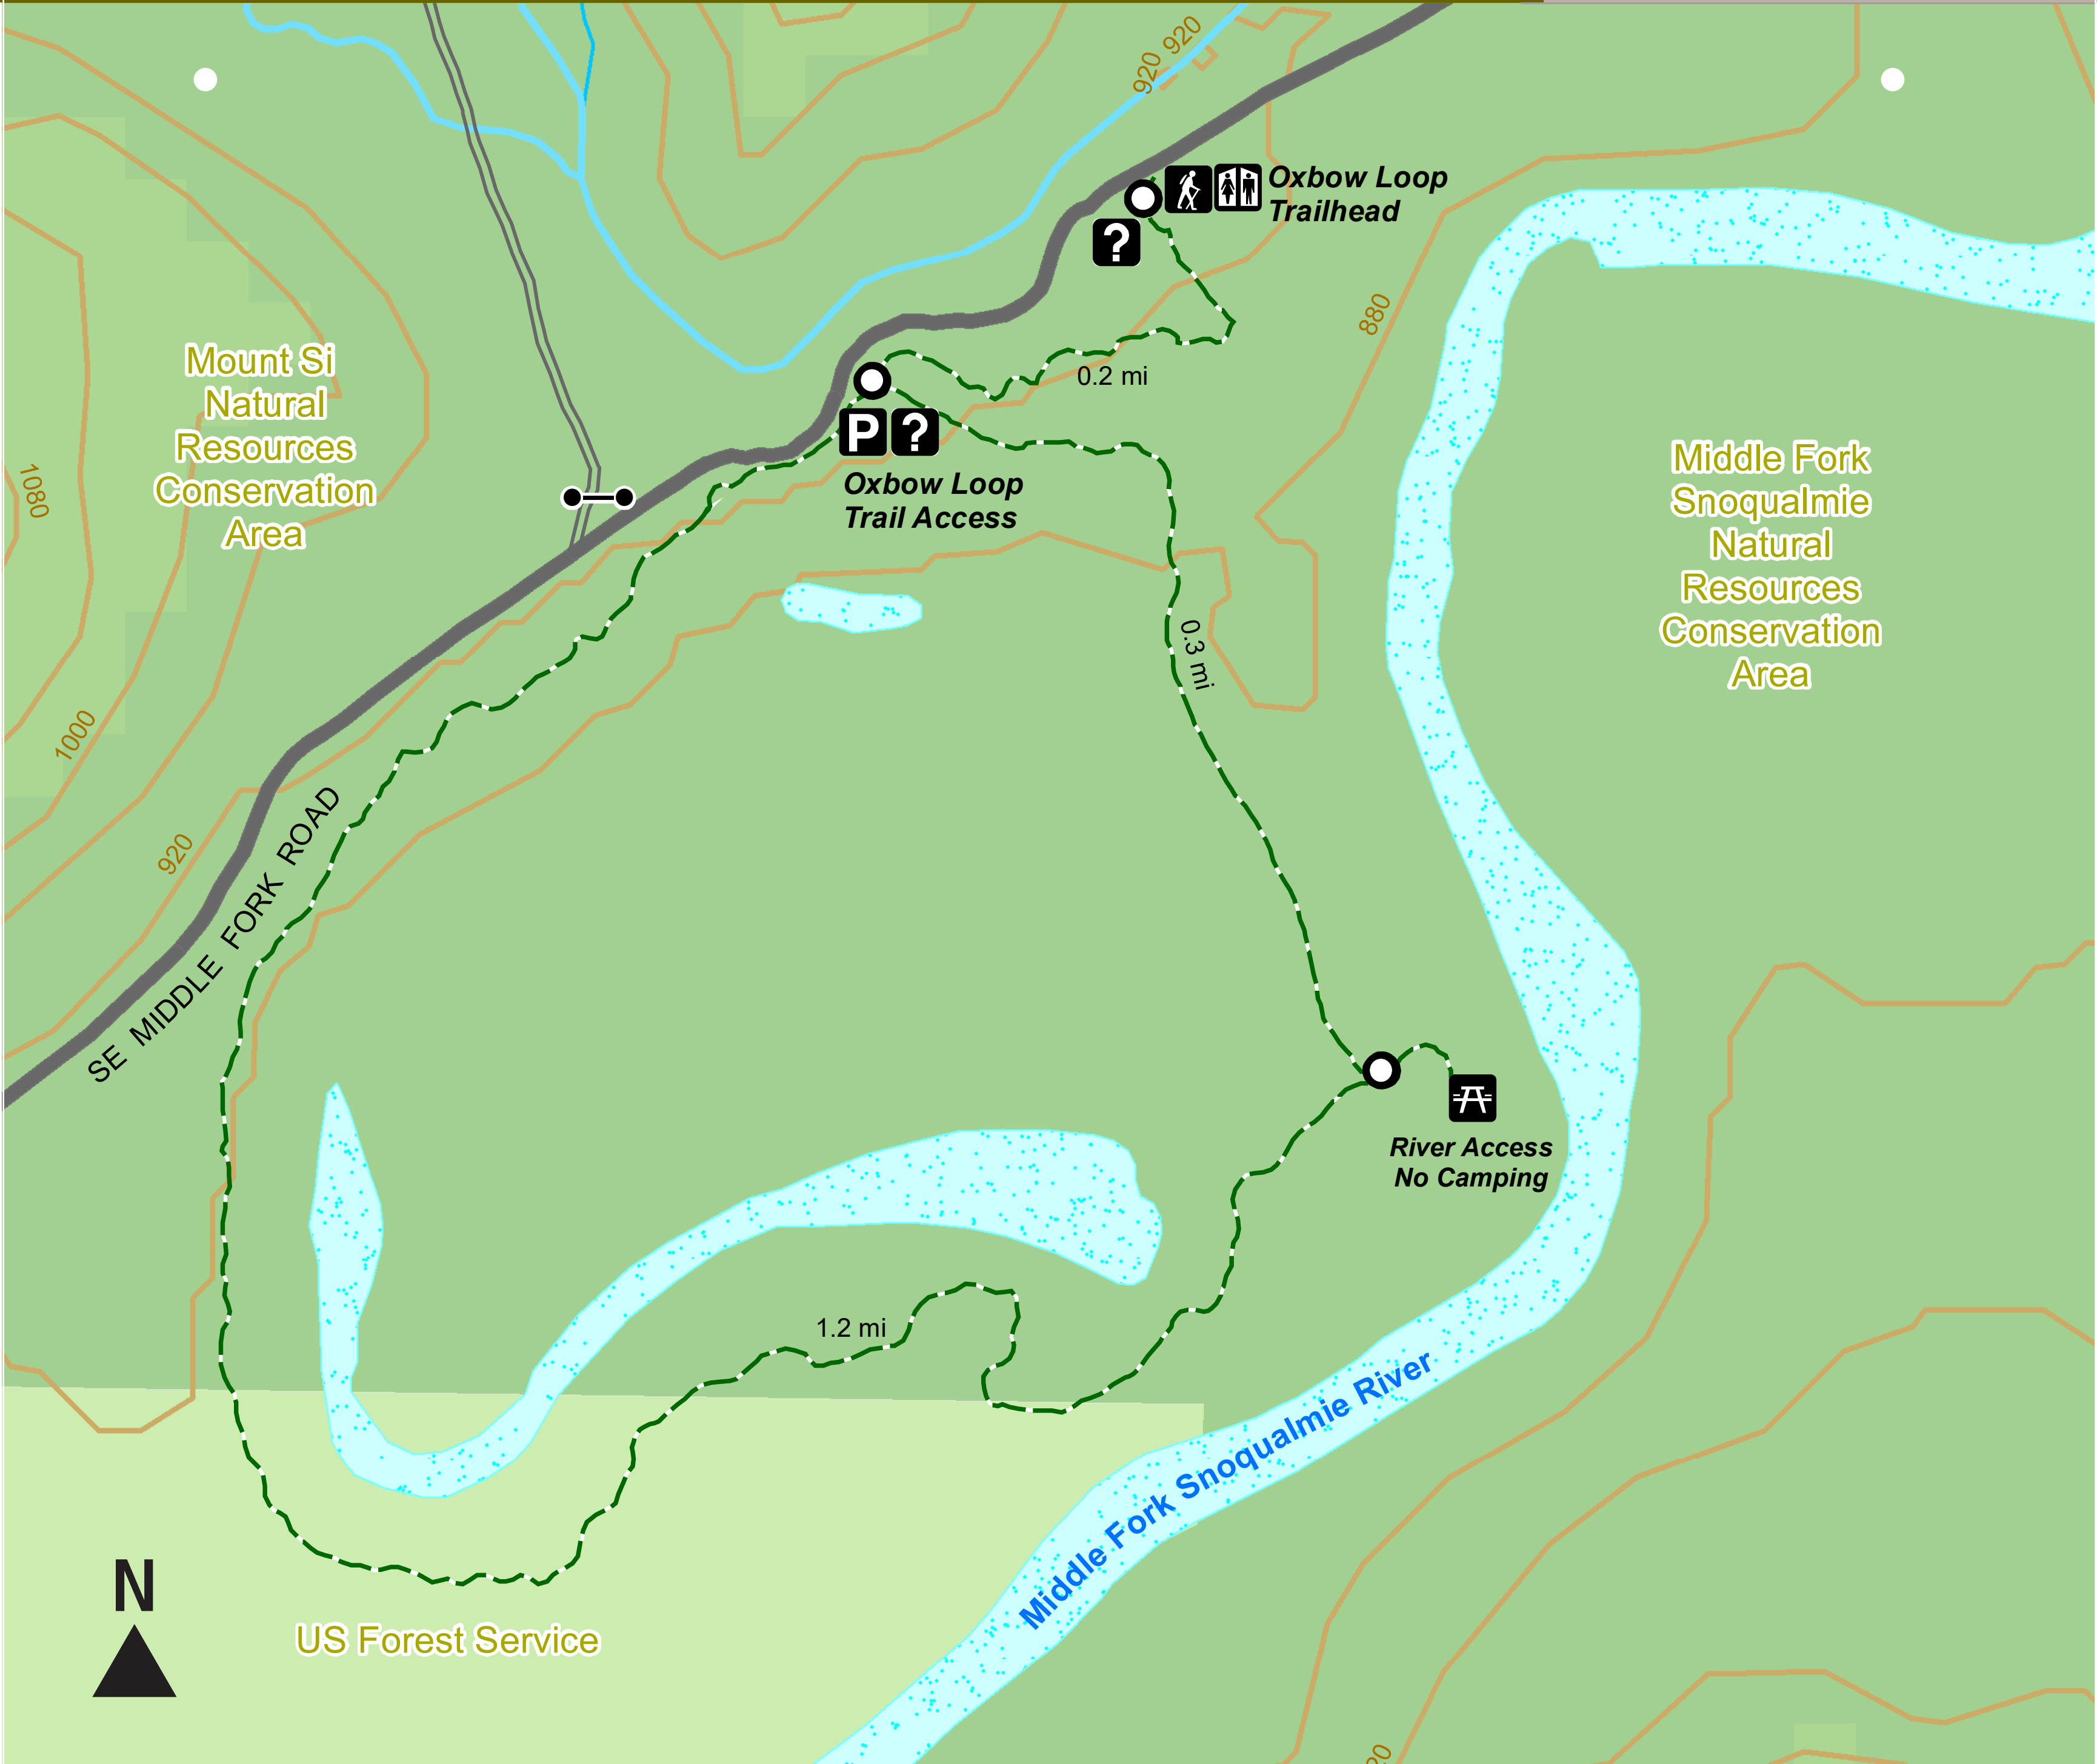 920
920
Oxbow Loop
Trailhead
?
880
Mount Si
Natural
Resources
Conservation
Area
0.2 mi
P
?
Oxbow Loop
Trail Access
Middle Fork
Snoqualmie
Natural
Resources
Conservation
Area
1080
0.3 mi
1000
920
SE MIDDLE FORK ROAD
River Access
No Camping
1.2 mi
Middle Fork Snoqualmie River
N
US Forest Service